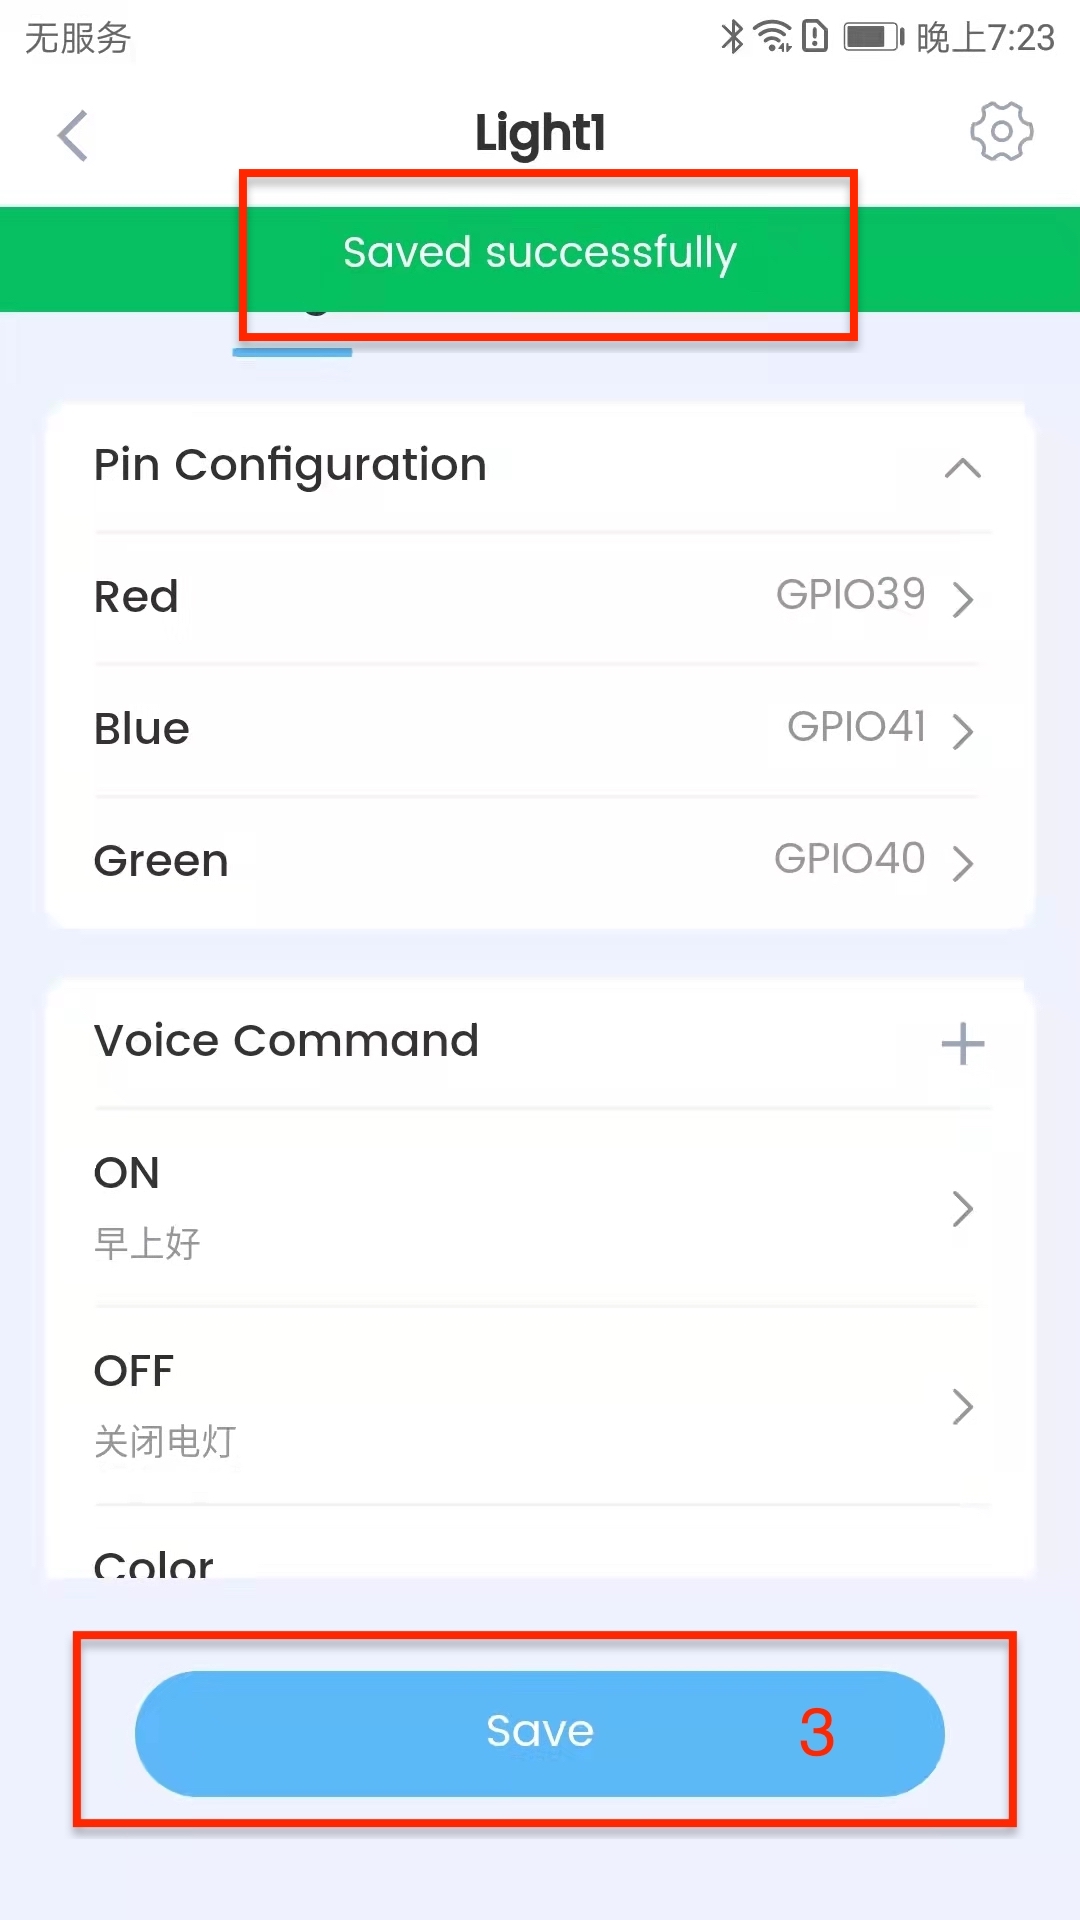 无服务 晚上7:23
Light1
Saved successfully
Pin Configuration
Red GPIO39
Blue GPIO41
Green GPIO40
Voice Command
ON
早上好
OFF
关闭电灯
Color
Save 3